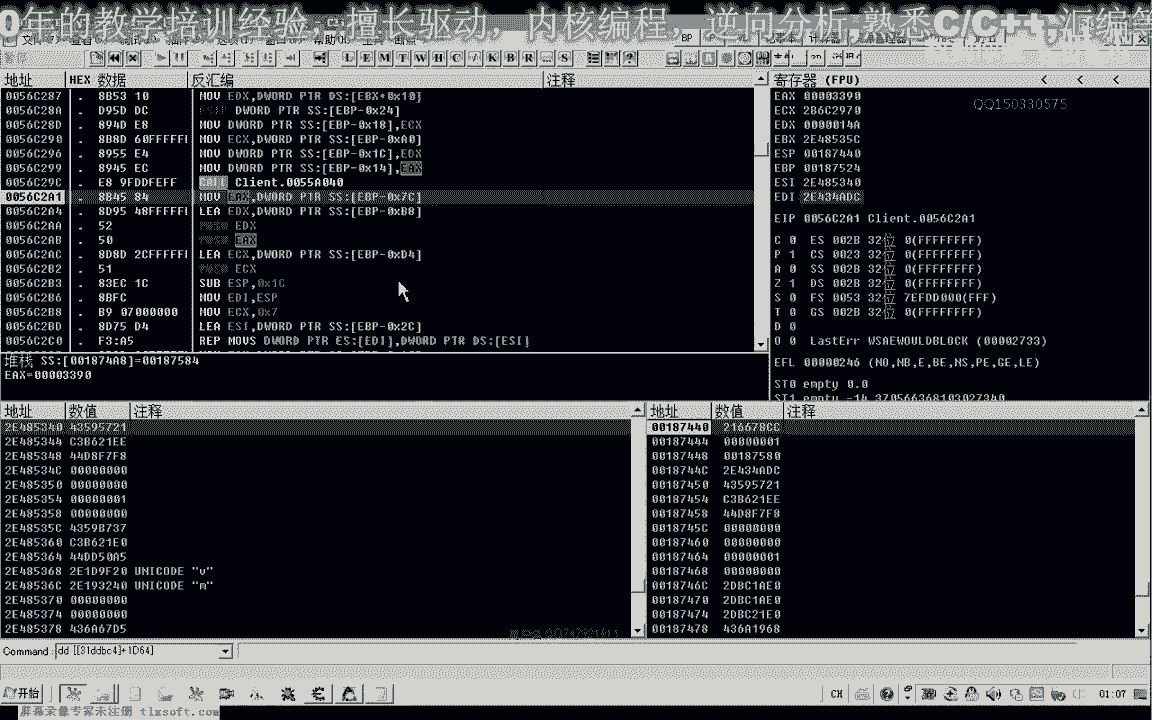 0年的教学培训经验，擅长驱动，内核编程，逆向分析.熟悉C/C++,汇编等
L E M T W H C / K B R ... S
地址 HEX 数据 反汇编 注释
0056C287 . 8B53 10 MOV EDX,DWORD PTR DS:[EBX+0x10]
0056C28A . D95D DC DWORD PTR SS:[EBP-0x24]
0056C28D . 894D E8 MOV DWORD PTR SS:[EBP-0x18],ECX
0056C290 . 8B8D 60FFFFFI MOV ECX,DWORD PTR SS:[EBP-0xA0]
0056C296 . 8955 E4 MOV DWORD PTR SS:[EBP-0x1C],EDX
0056C299 . 8945 EC MOV DWORD PTR SS:[EBP-0x14],EAX
0056C29C . E8 9FDDFEFF CALL Client.0055A040
0056C2A1 . 8B45 84 MOV EAX,DWORD PTR SS:[EBP-0x7C]
0056C2A4 . 8D95 48FFFFFI LEA EDX,DWORD PTR SS:[EBP-0xB8]
0056C2AA . 52 PUSH EDX
0056C2AB . 50 PUSH EAX
0056C2AC . 8D8D 2CFFFFFI LEA ECX,DWORD PTR SS:[EBP-0xD4]
0056C2B2 . 51 PUSH ECX
0056C2B3 . 83EC 1C SUB ESP,0x1C
0056C2B6 . 8BFC MOV EDI,ESP
0056C2B8 . B9 07000000 MOV ECX,0x7
0056C2BD . 8D75 D4 LEA ESI,DWORD PTR SS:[EBP-0x2C]
0056C2C0 . F3:A5 REP MOVS DWORD PTR ES:[EDI],DWORD PTR DS:[ESI]
堆栈 SS:[001874A8]=00187584
EAX=00003390
寄存器 (FPU) < < <
QQ150330575
EAX 00003390
ECX 2B6C2970
EDX 0000014A
EBX 2E48535C
ESP 00187440
EBP 00187524
ESI 2E485340
EDI 2E434ADC
EIP 0056C2A1 Client.0056C2A1
C 0 ES 002B 32位 0(FFFFFFFF)
P 1 CS 0023 32位 0(FFFFFFFF)
A 0 SS 002B 32位 0(FFFFFFFF)
Z 1 DS 002B 32位 0(FFFFFFFF)
S 0 FS 0053 32位 7EFDD000(FFF)
T 0 GS 002B 32位 0(FFFFFFFF)
D 0
O 0 LastErr WSAEWOULDBLOCK (00002733)
EFL 00000246 (NO,NB,E,BE,NS,PE,GE,LE)
ST0 empty 0.0
ST1 empty -14.37056636810302734​0
地址 数值 注释
2E485340 43595721
2E485344 C3B621EE
2E485348 44D8F7F8
2E48534C 00000000
2E485350 00000000
2E485354 00000001
2E485358 00000000
2E48535C 4359B737
2E485360 C3B621E0
2E485364 44DD50A5
2E485368 2E1D9F20 UNICODE "v"
2E48536C 2E193240 UNICODE "m"
2E485370 00000000
2E485374 00000000
2E485378 436A67D5
地址 数值 注释
00187440 216678CC
00187444 00000001
00187448 00187580
0018744C 2E434ADC
00187450 43595721
00187454 C3B621EE
00187458 44D8F7F8
0018745C 00000000
00187460 00000000
00187464 00000001
00187468 00000000
0018746C 2DBC1AE0
00187470 2DBC1AE0
00187474 2DBC21E0
00187478 436A1968
Command: dd [[31ddbc4]+1D64]
开始 CH 01:07
屏幕录像专家未注册 tlxsoft.com